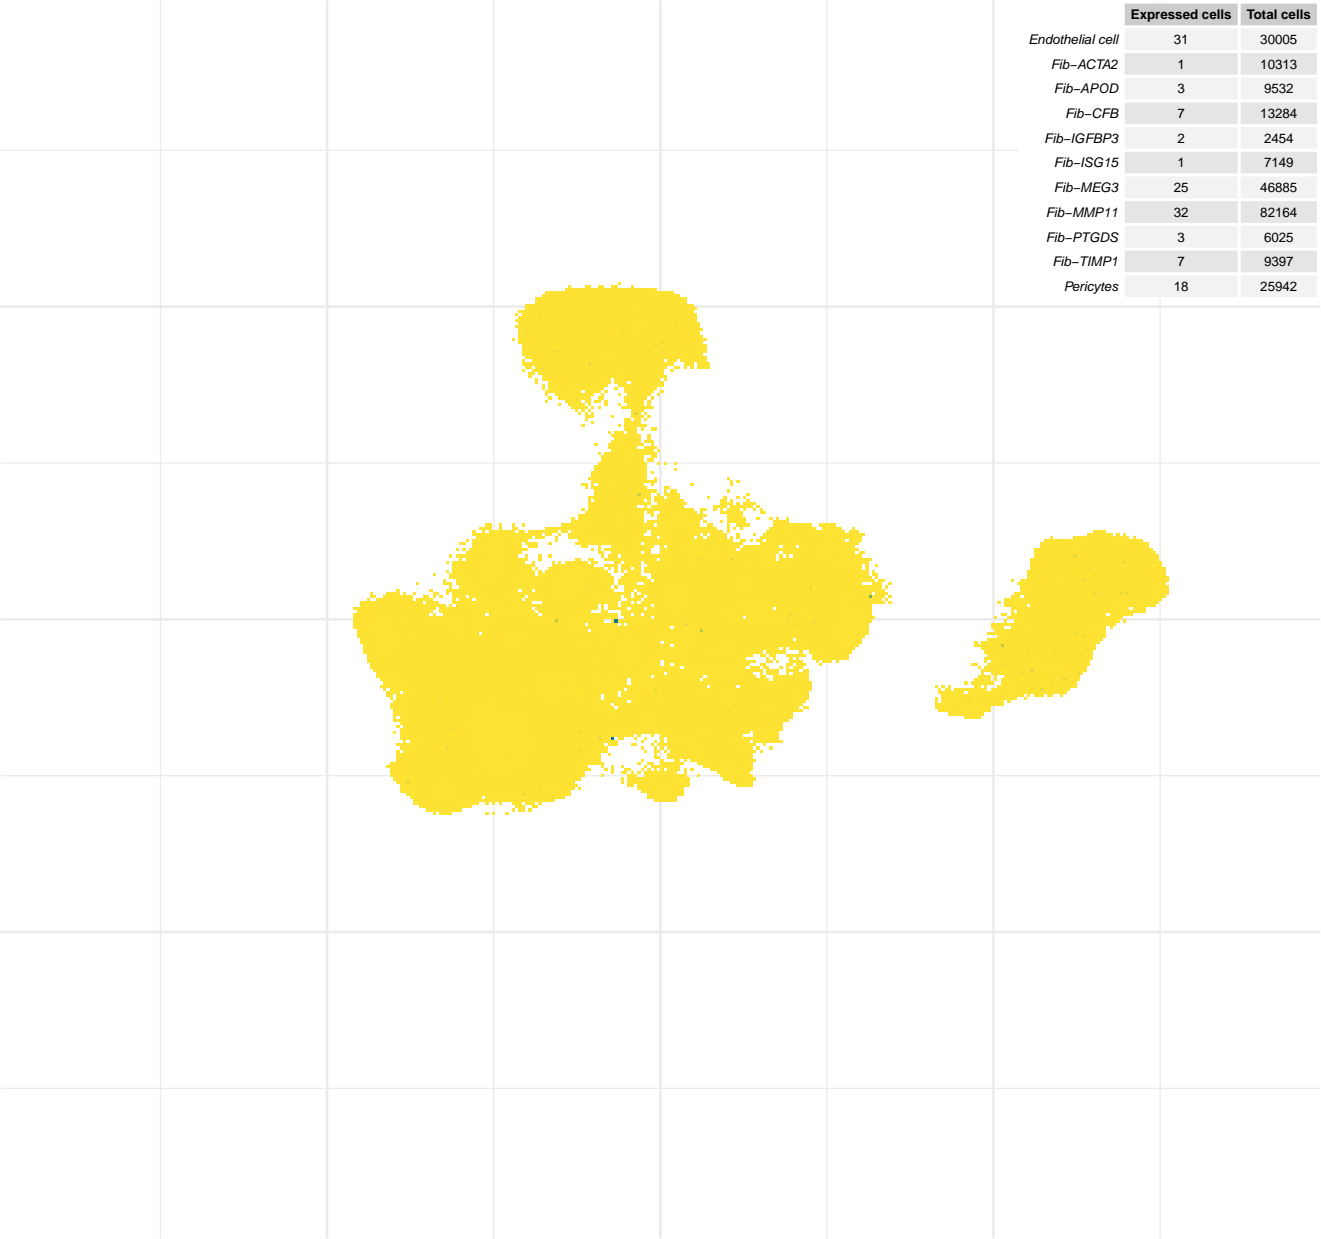 Expressed cells Total cells
Endothelial cell 31 30005
Fib−ACTA2 1 10313
Fib−APOD 3 9532
Fib−CFB 7 13284
Fib−IGFBP3 2 2454
Fib−ISG15 1 7149
Fib−MEG3 25 46885
Fib−MMP11 32 82164
Fib−PTGDS 3 6025
Fib−TIMP1 7 9397
Pericytes 18 25942